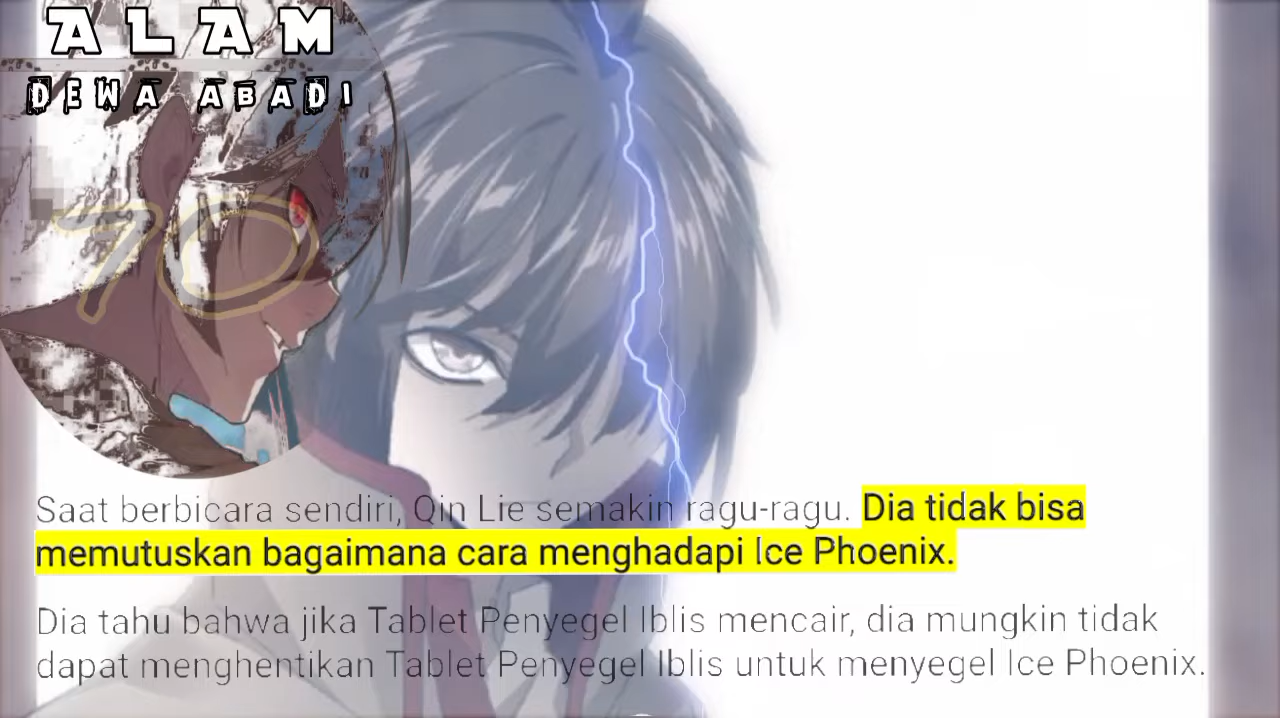 ALAM
DEWA ABADI
70
Saat berbicara sendiri, Qin Lie semakin ragu-ragu. Dia tidak bisa
memutuskan bagaimana cara menghadapi Ice Phoenix.
Dia tahu bahwa jika Tablet Penyegel Iblis mencair, dia mungkin tidak
dapat menghentikan Tablet Penyegel Iblis untuk menyegel Ice Phoenix.